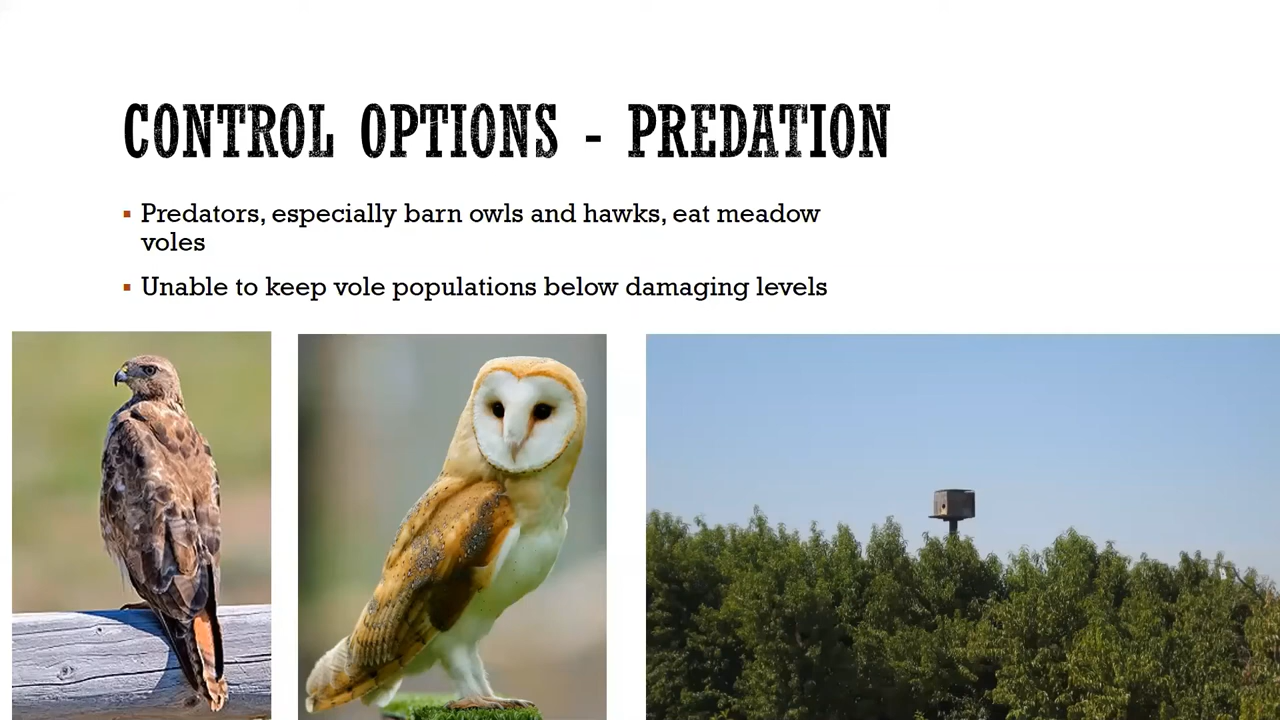 CONTROL OPTIONS - PREDATION
▪ Predators, especially barn owls and hawks, eat meadow
voles
▪ Unable to keep vole populations below damaging levels